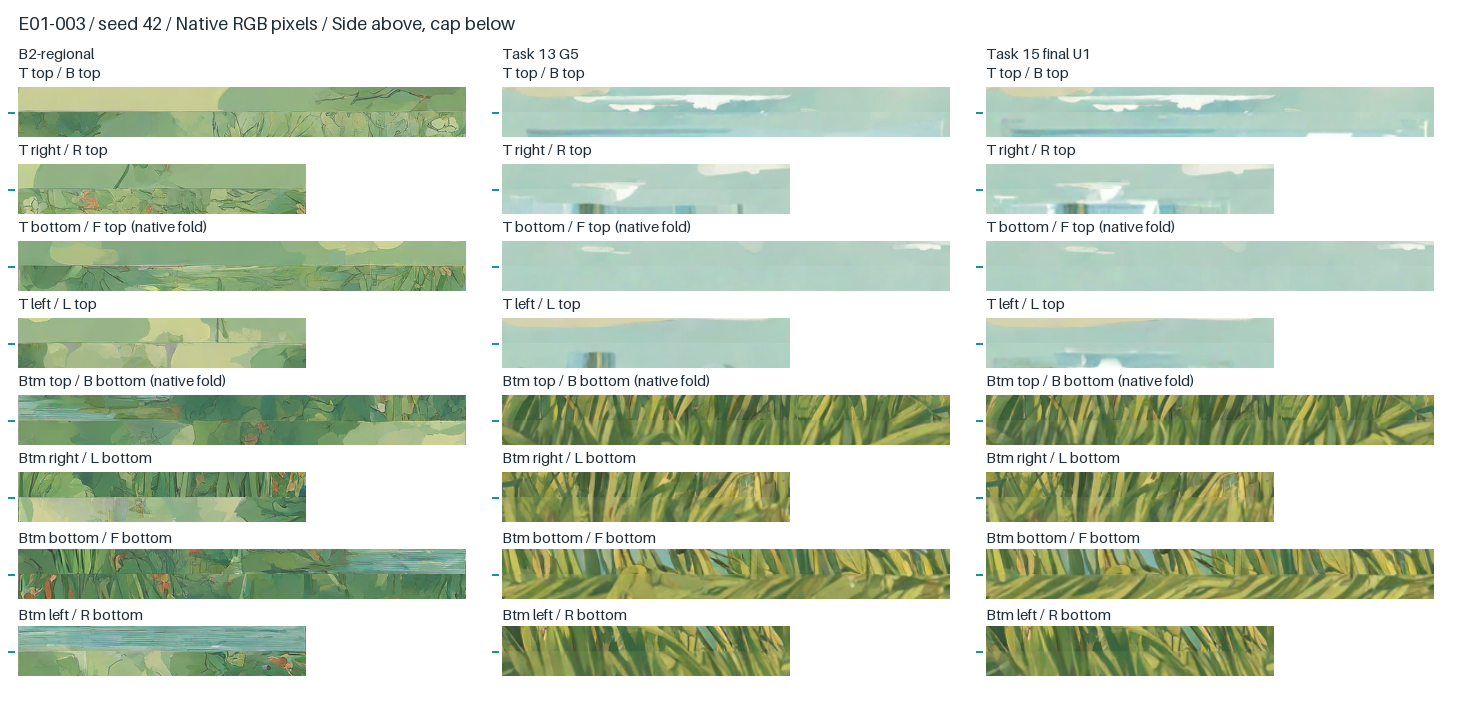 E01-003 / seed 42 / Native RGB pixels / Side above, cap below
B2-regional
T top / B top
T right / R top
T bottom / F top (native fold)
T left / L top
Btm top / B bottom (native fold)
Btm right / L bottom
Btm bottom / F bottom
Btm left / R bottom
Task 13 G5
T top / B top
T right / R top
T bottom / F top (native fold)
T left / L top
Btm top / B bottom (native fold)
Btm right / L bottom
Btm bottom / F bottom
Btm left / R bottom
Task 15 final U1
T top / B top
T right / R top
T bottom / F top (native fold)
T left / L top
Btm top / B bottom (native fold)
Btm right / L bottom
Btm bottom / F bottom
Btm left / R bottom